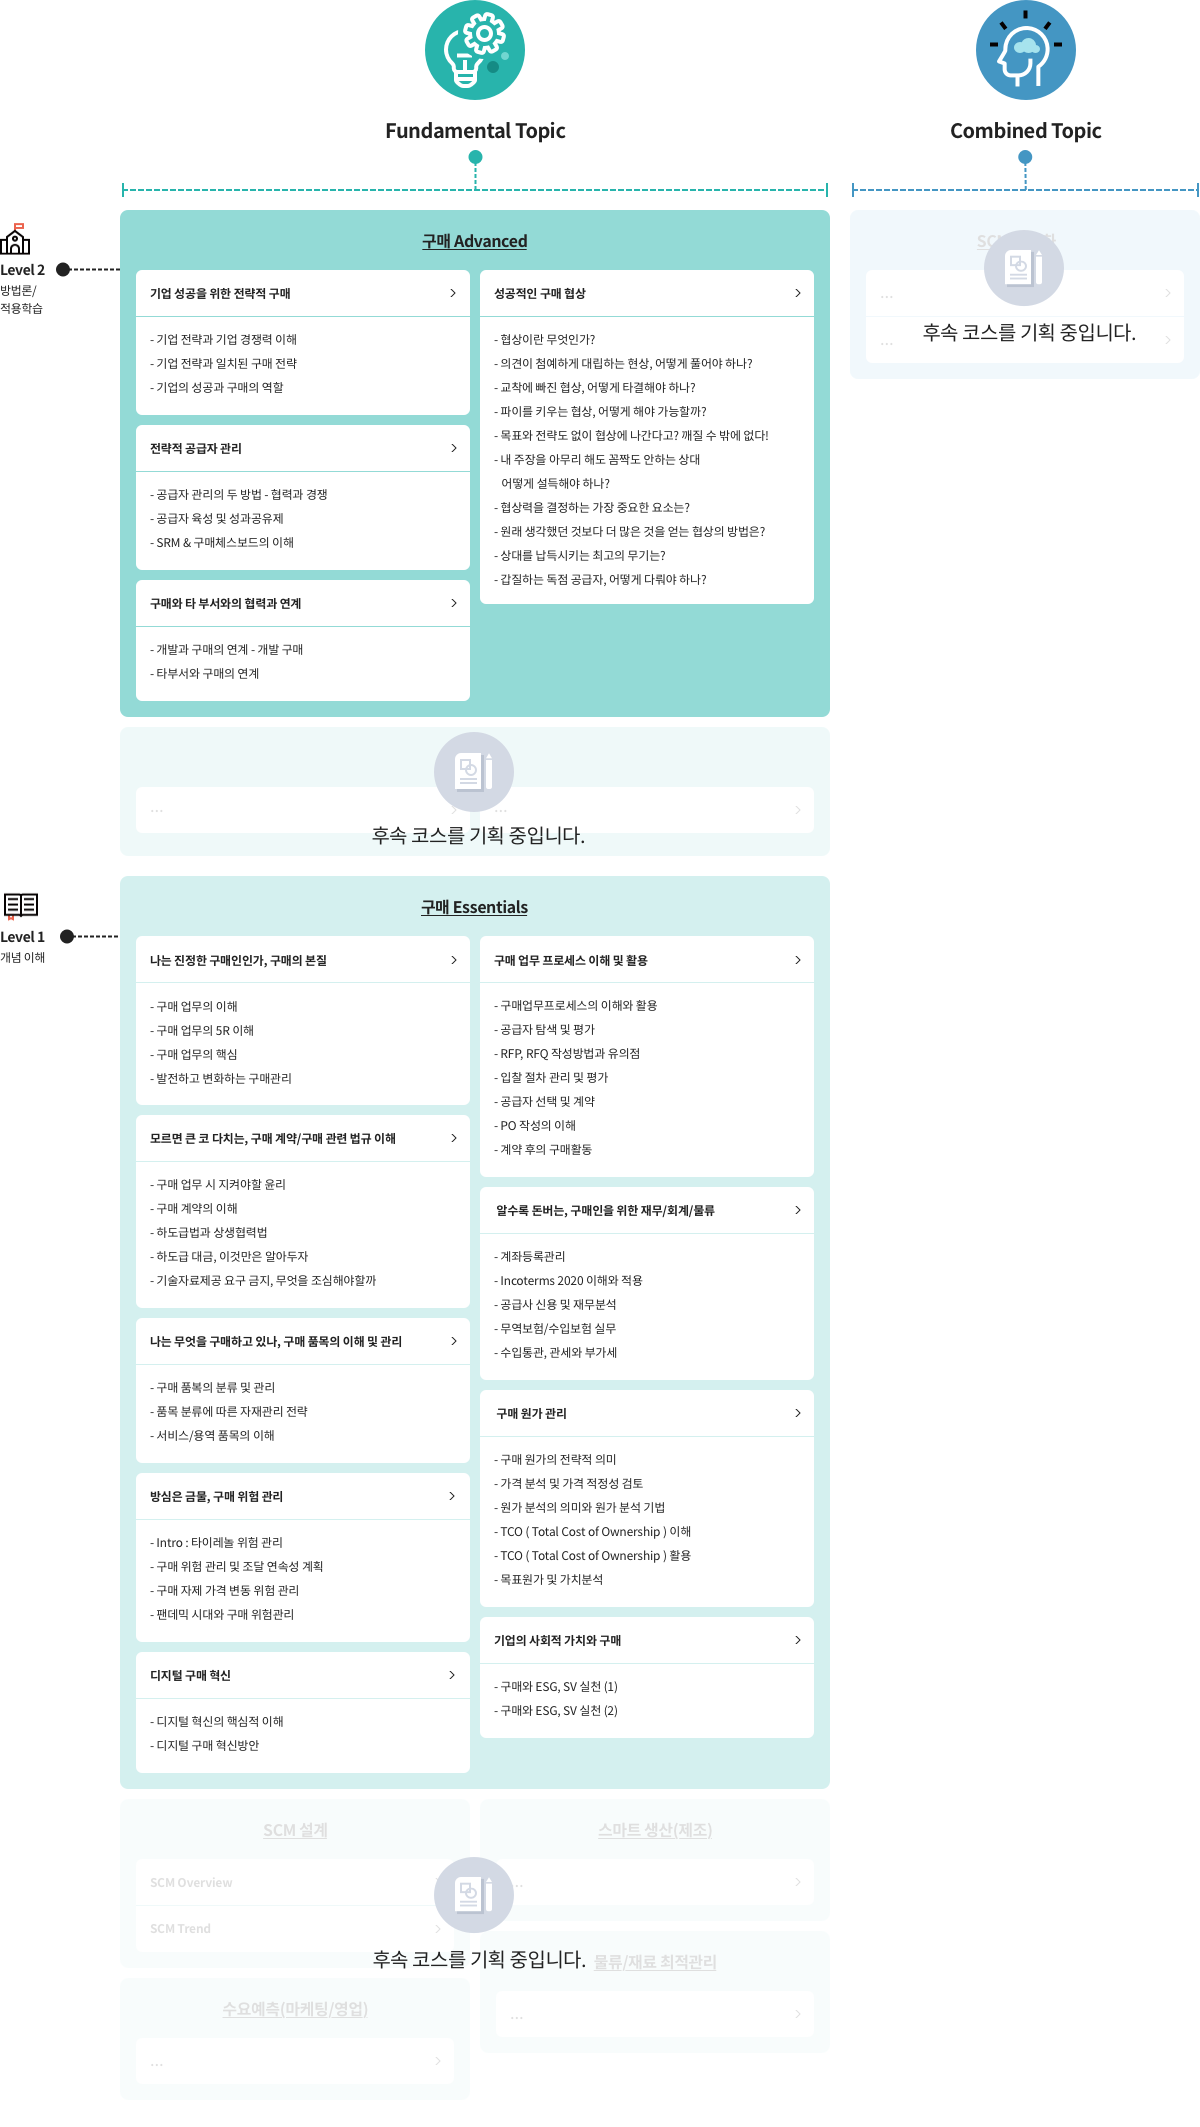 Fundamental Topic
Combined Topic
Level 2
방법론/
적용학습
구매 Advanced
기업 성공을 위한 전략적 구매
- 기업 전략과 기업 경쟁력 이해
- 기업 전략과 일치된 구매 전략
- 기업의 성공과 구매의 역할
전략적 공급자 관리
- 공급자 관리의 두 방법 - 협력과 경쟁
- 공급자 육성 및 성과공유제
- SRM & 구매체스보드의 이해
구매와 타 부서와의 협력과 연계
- 개발과 구매의 연계 - 개발 구매
- 타부서와 구매의 연계
성공적인 구매 협상
- 협상이란 무엇인가?
- 의견이 첨예하게 대립하는 현상, 어떻게 풀어야 하나?
- 교착에 빠진 협상, 어떻게 타결해야 하나?
- 파이를 키우는 협상, 어떻게 해야 가능할까?
- 목표와 전략도 없이 협상에 나간다고? 깨질 수 밖에 없다!
- 내 주장을 아무리 해도 꼼짝도 안하는 상대
어떻게 설득해야 하나?
- 협상력을 결정하는 가장 중요한 요소는?
- 원래 생각했던 것보다 더 많은 것을 얻는 협상의 방법은?
- 상대를 납득시키는 최고의 무기는?
- 갑질하는 독점 공급자, 어떻게 다뤄야 하나?
...
...
후속 코스를 기획 중입니다.
...
...
후속 코스를 기획 중입니다.
Level 1
개념 이해
구매 Essentials
나는 진정한 구매인인가, 구매의 본질
- 구매 업무의 이해
- 구매 업무의 5R 이해
- 구매 업무의 핵심
- 발전하고 변화하는 구매관리
모르면 큰 코 다치는, 구매 계약/구매 관련 법규 이해
- 구매 업무 시 지켜야할 윤리
- 구매 계약의 이해
- 하도급법과 상생협력법
- 하도급 대금, 이것만은 알아두자
- 기술자료제공 요구 금지, 무엇을 조심해야할까
나는 무엇을 구매하고 있나, 구매 품목의 이해 및 관리
- 구매 품복의 분류 및 관리
- 품목 분류에 따른 자재관리 전략
- 서비스/용역 품목의 이해
방심은 금물, 구매 위험 관리
- Intro : 타이레놀 위험 관리
- 구매 위험 관리 및 조달 연속성 계획
- 구매 자제 가격 변동 위험 관리
- 팬데믹 시대와 구매 위험관리
디지털 구매 혁신
- 디지털 혁신의 핵심적 이해
- 디지털 구매 혁신방안
구매 업무 프로세스 이해 및 활용
- 구매업무프로세스의 이해와 활용
- 공급자 탐색 및 평가
- RFP, RFQ 작성방법과 유의점
- 입찰 절차 관리 및 평가
- 공급자 선택 및 계약
- PO 작성의 이해
- 계약 후의 구매활동
알수록 돈버는, 구매인을 위한 재무/회계/물류
- 계좌등록관리
- Incoterms 2020 이해와 적용
- 공급사 신용 및 재무분석
- 무역보험/수입보험 실무
- 수입통관, 관세와 부가세
구매 원가 관리
- 구매 원가의 전략적 의미
- 가격 분석 및 가격 적정성 검토
- 원가 분석의 의미와 원가 분석 기법
- TCO ( Total Cost of Ownership ) 이해
- TCO ( Total Cost of Ownership ) 활용
- 목표원가 및 가치분석
기업의 사회적 가치와 구매
- 구매와 ESG, SV 실천 (1)
- 구매와 ESG, SV 실천 (2)
SCM 설계
SCM Overview
SCM Trend
스마트 생산(제조)
후속 코스를 기획 중입니다.
물류/재료 최적관리
...
수요예측(마케팅/영업)
...